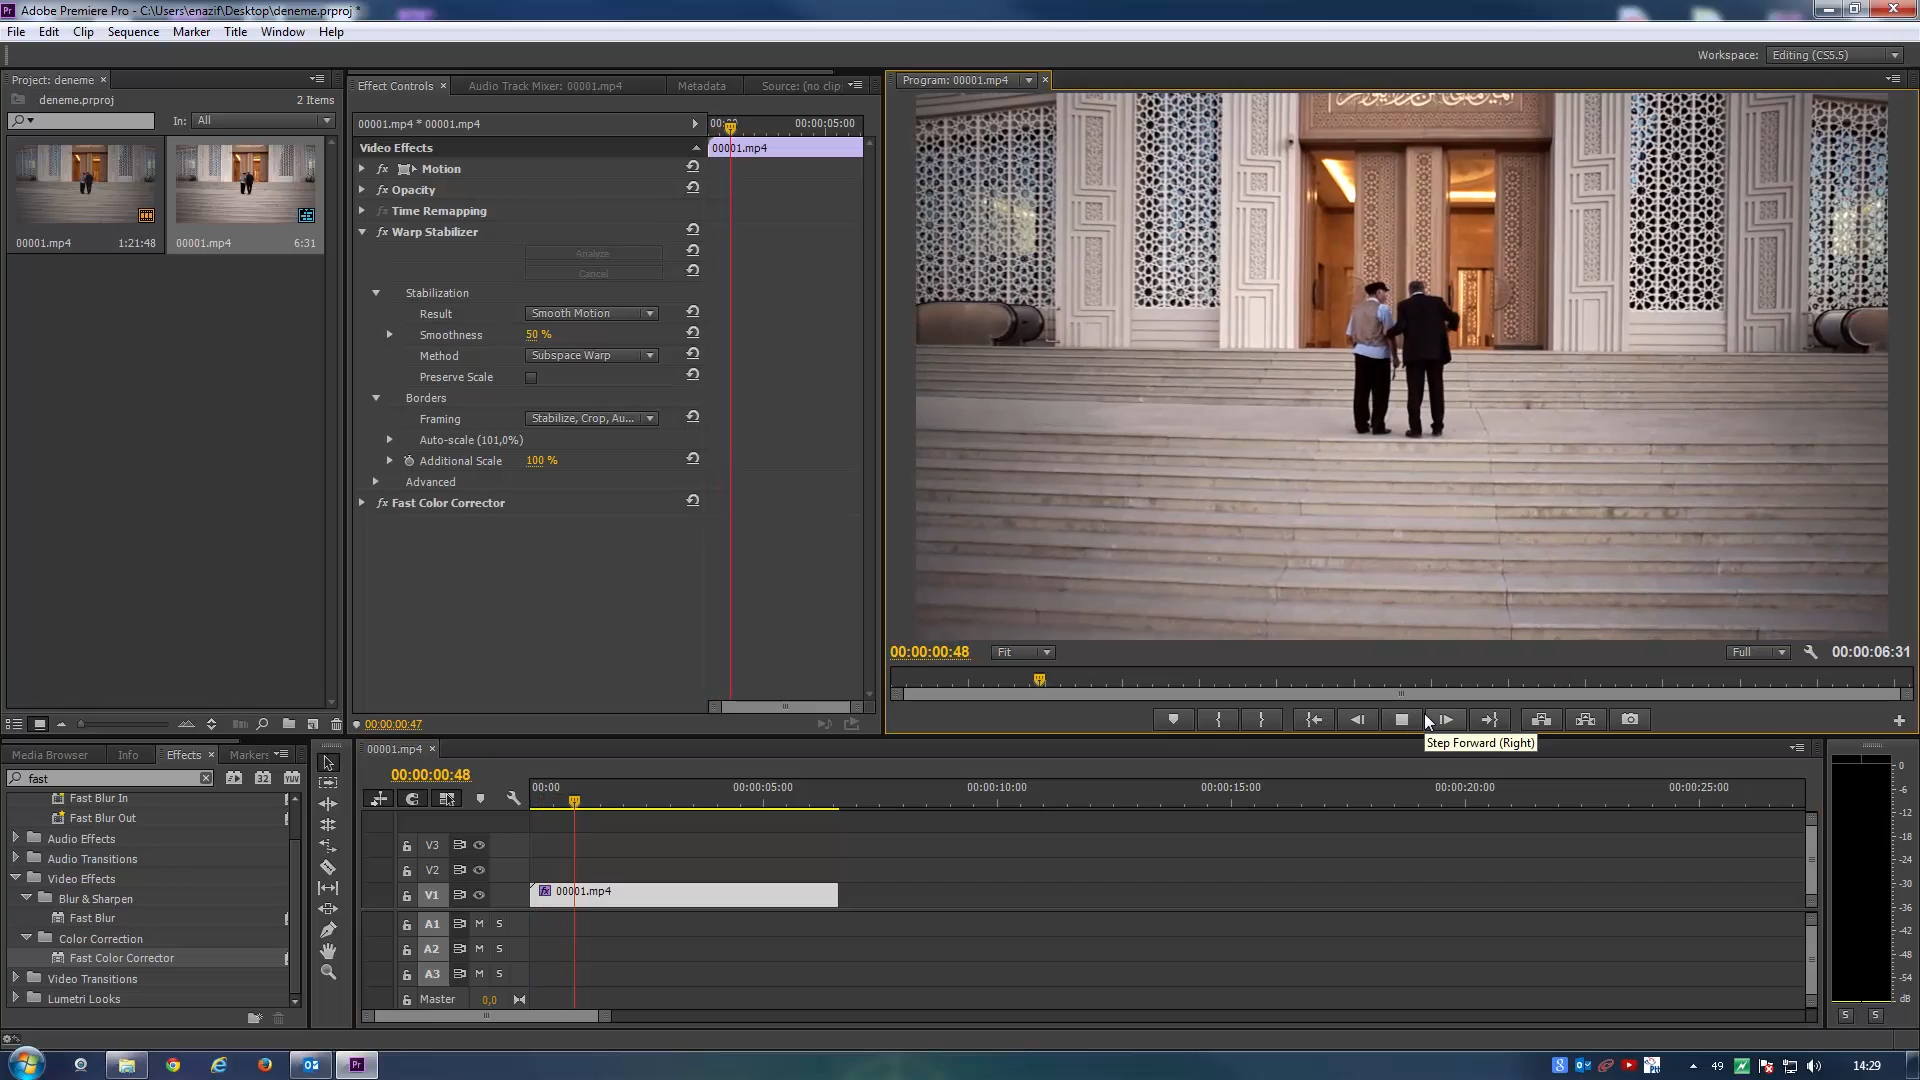 Adobe Premiere Pro - C:\Users\enazif\Desktop\deneme.prproj *
File Edit Clip Sequence Marker Title Window Help
Workspace: Editing (CS5.5)
Project: deneme
deneme.prproj 2 Items
In: All
00001.mp4 1:21:48
00001.mp4 6:31
Effect Controls Audio Track Mixer: 00001.mp4 Metadata Source: (no clip
00001.mp4 * 00001.mp4
00:00 00:00:05:00
Video Effects
00001.mp4
fx Motion
fx Opacity
fx Time Remapping
fx Warp Stabilizer
Analyze
Cancel
Stabilization
Result Smooth Motion
Smoothness 50 %
Method Subspace Warp
Preserve Scale
Borders
Framing Stabilize, Crop, Au...
Auto-scale (101,0%)
Additional Scale 100 %
Advanced
fx Fast Color Corrector
00:00:00:47
Program: 00001.mp4
00:00:00:48 Fit Full 00:00:06:31
Step Forward (Right)
Media Browser Info Effects Markers
fast
32 YUV
Fast Blur In
Fast Blur Out
Audio Effects
Audio Transitions
Video Effects
Blur & Sharpen
Fast Blur
Color Correction
Fast Color Corrector
Video Transitions
Lumetri Looks
00001.mp4
00:00:00:48
00:00 00:00:05:00 00:00:10:00 00:00:15:00 00:00:20:00 00:00:25:00
V3
V2
V1 fx 00001.mp4
A1 M S
A2 M S
A3 M S
Master 0,0
0
-6
-12
-18
-24
-30
-36
-42
-48
-54
dB
S S
Pr
49 14:29